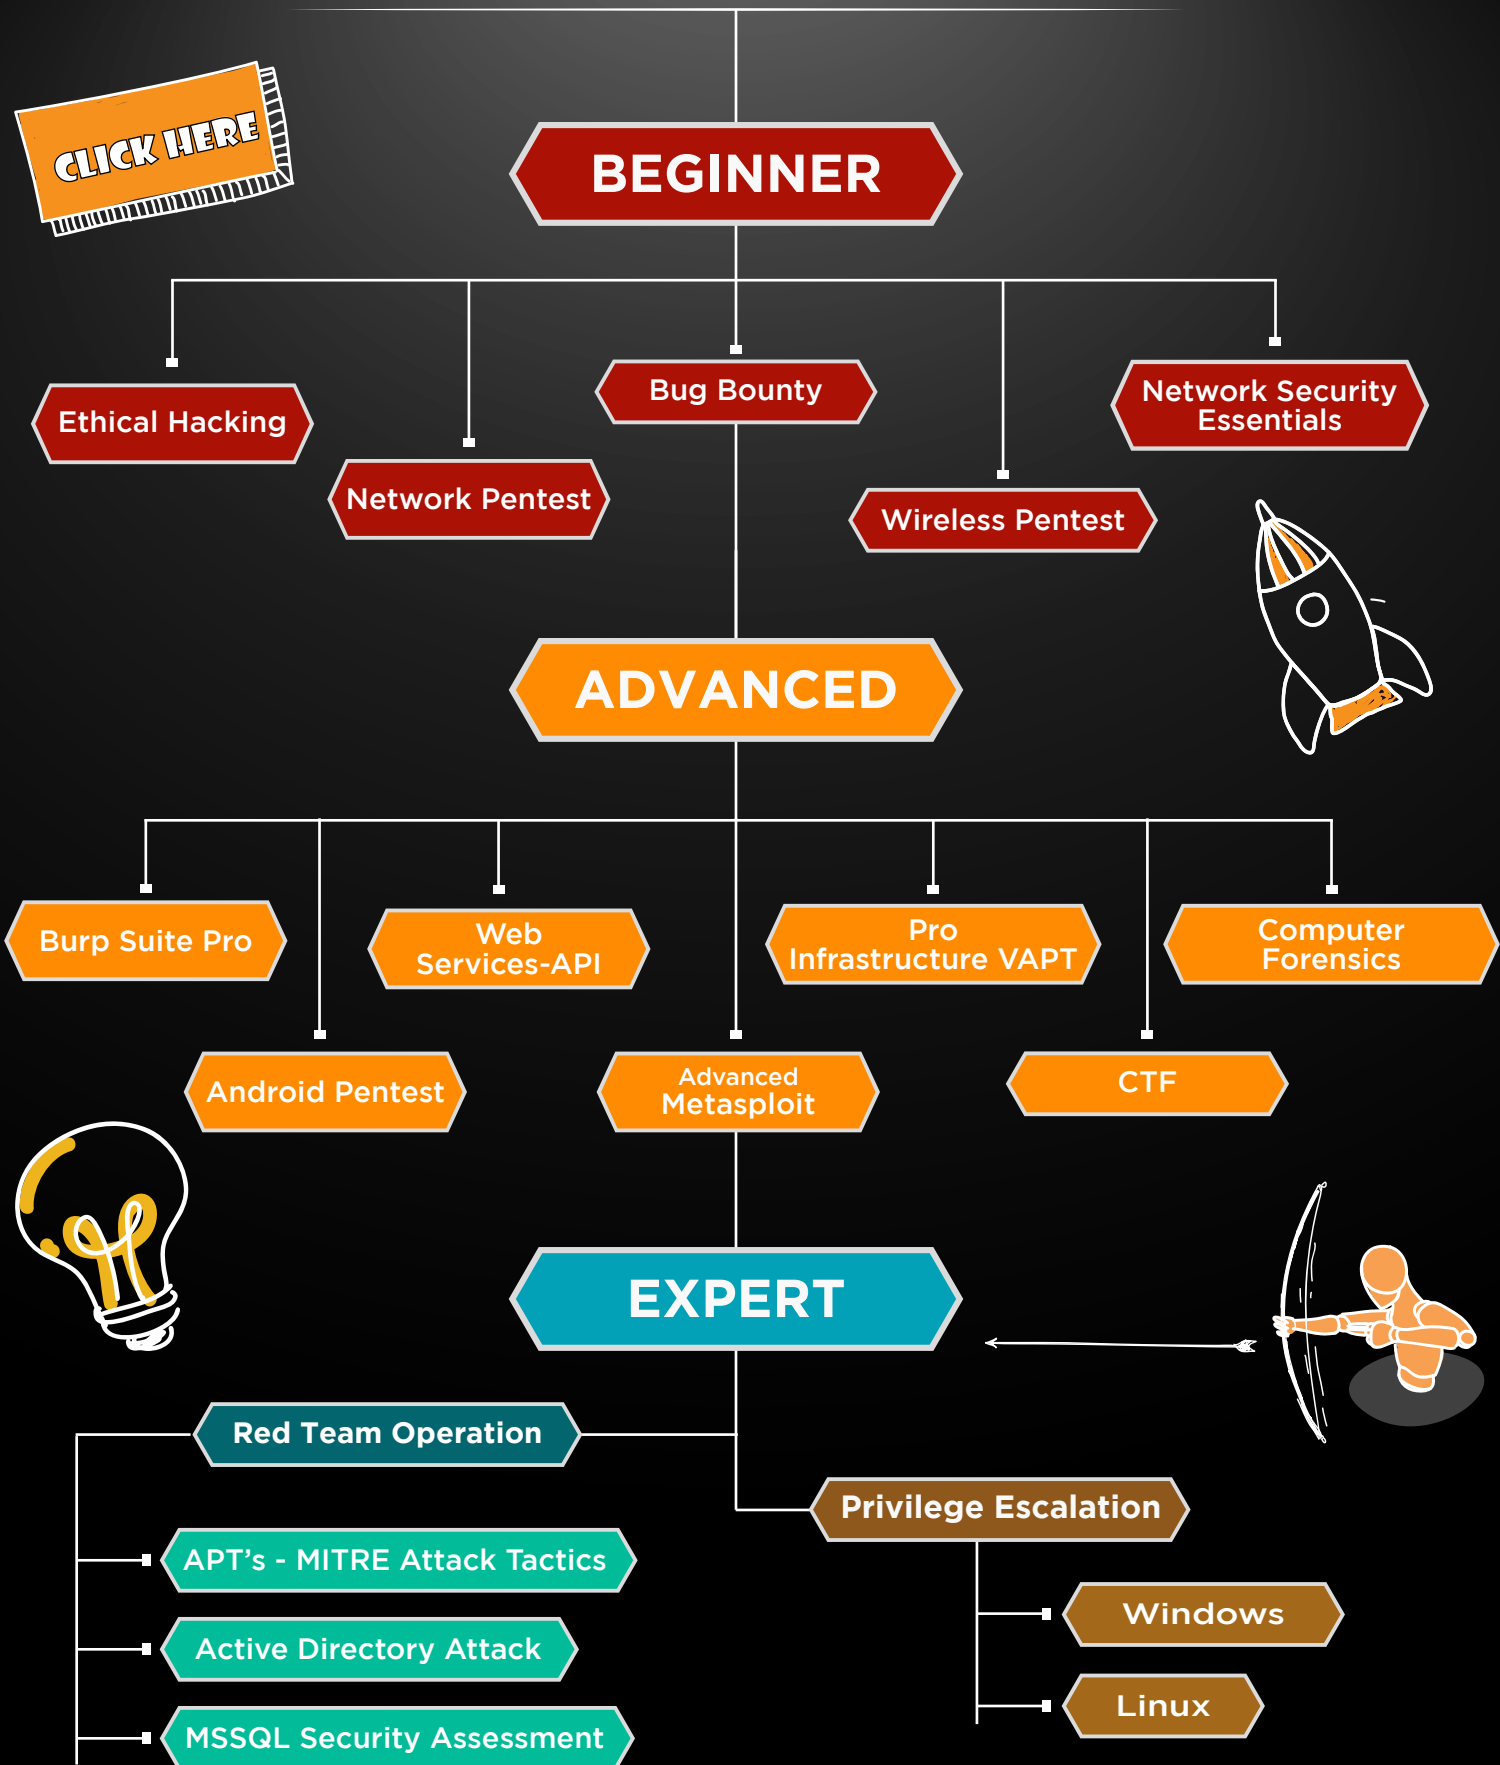 CLICK HERE
BEGINNER
Ethical Hacking
Network Pentest
Bug Bounty
Wireless Pentest
Network Security
Essentials
ADVANCED
Burp Suite Pro
Android Pentest
Web
Services-API
Advanced
Metasploit
Pro
Infrastructure VAPT
CTF
Computer
Forensics
EXPERT
Red Team Operation
APT’s - MITRE Attack Tactics
Active Directory Attack
MSSQL Security Assessment
Privilege Escalation
Windows
Linux